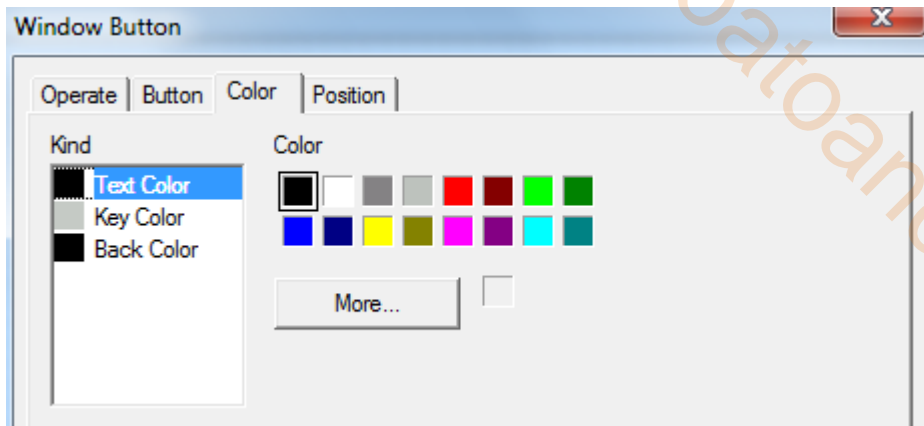 Window Button
X
Operate Button Color Position
Kind
Color
Text Color
Key Color
Back Color
More...